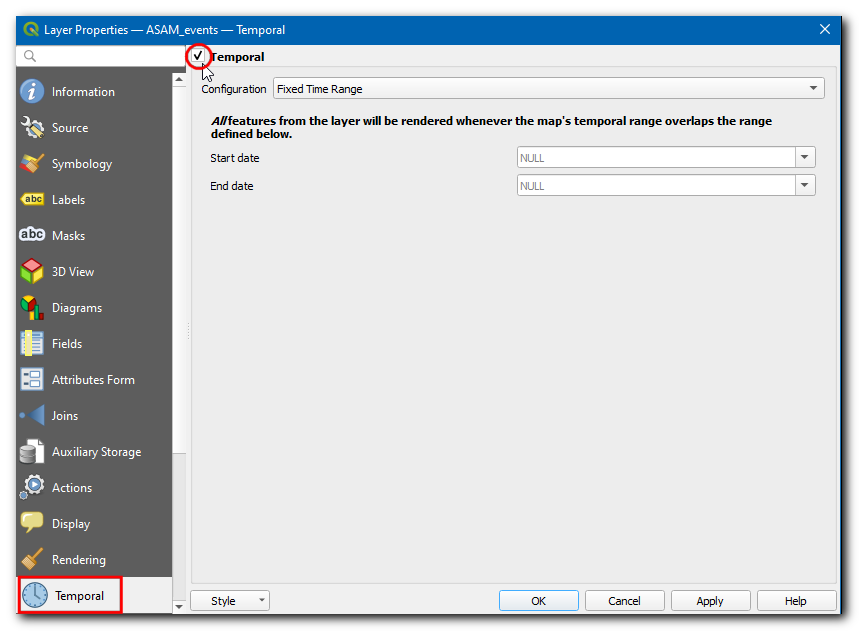 Layer Properties — ASAM_events — Temporal
Information
Source
Symbology
abc Labels
abc Masks
3D View
Diagrams
Fields
Attributes Form
Joins
Auxiliary Storage
Actions
Display
Rendering
Temporal
Temporal
Configuration Fixed Time Range
All features from the layer will be rendered whenever the map's temporal range overlaps the range
defined below.
Start date NULL
End date NULL
Style OK Cancel Apply Help